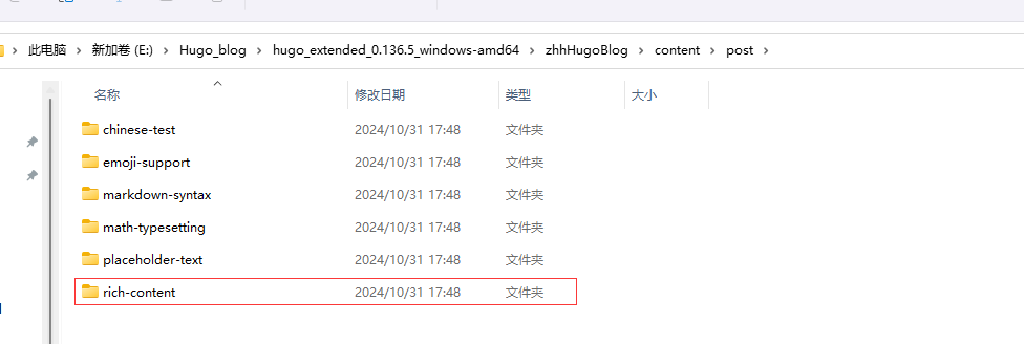 此电脑 > 新加卷 (E:) > Hugo_blog > hugo_extended_0.136.5_windows-amd64 > zhhHugoBlog > content > post >
名称 修改日期 类型 大小
chinese-test 2024/10/31 17:48 文件夹
emoji-support 2024/10/31 17:48 文件夹
markdown-syntax 2024/10/31 17:48 文件夹
math-typesetting 2024/10/31 17:48 文件夹
placeholder-text 2024/10/31 17:48 文件夹
rich-content 2024/10/31 17:48 文件夹